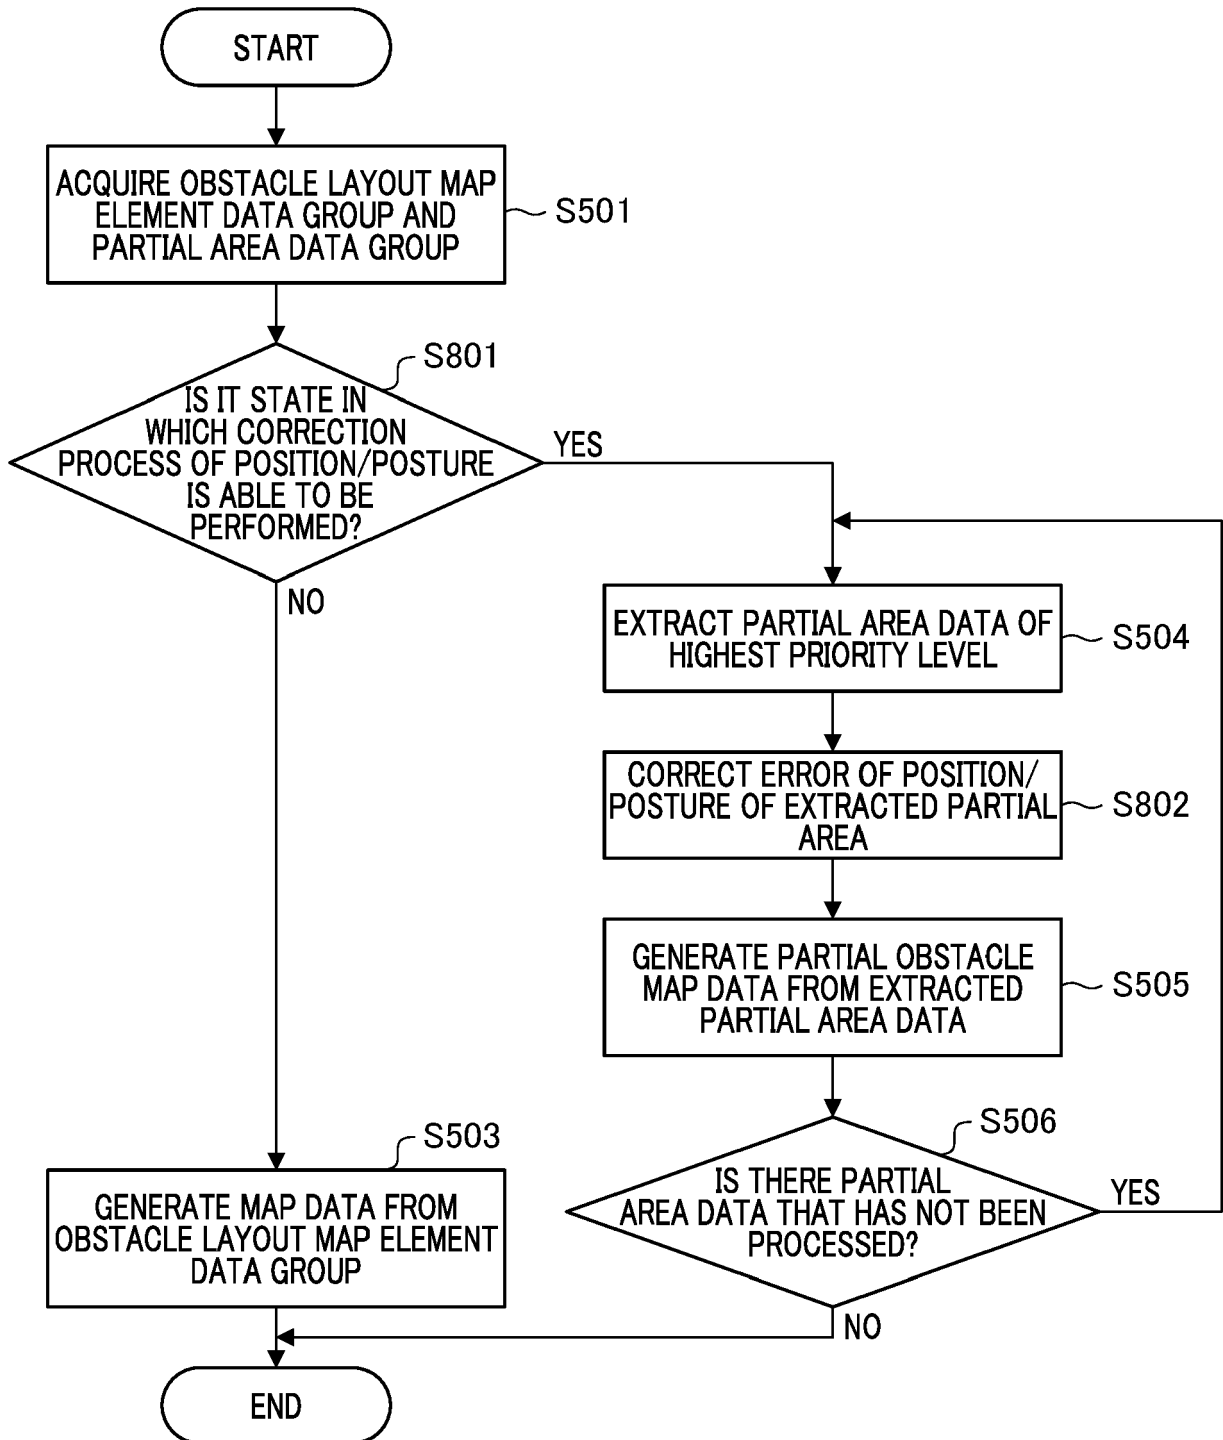 START
ACQUIRE OBSTACLE LAYOUT MAP
ELEMENT DATA GROUP AND
PARTIAL AREA DATA GROUP
S501
S801
IS IT STATE IN
WHICH CORRECTION
PROCESS OF POSITION/POSTURE
IS ABLE TO BE
PERFORMED?
YES
NO
EXTRACT PARTIAL AREA DATA OF
HIGHEST PRIORITY LEVEL
S504
CORRECT ERROR OF POSITION/
POSTURE OF EXTRACTED PARTIAL
AREA
S802
GENERATE PARTIAL OBSTACLE
MAP DATA FROM EXTRACTED
PARTIAL AREA DATA
S505
S506
IS THERE PARTIAL
AREA DATA THAT HAS NOT BEEN
PROCESSED?
YES
NO
S503
GENERATE MAP DATA FROM
OBSTACLE LAYOUT MAP ELEMENT
DATA GROUP
END